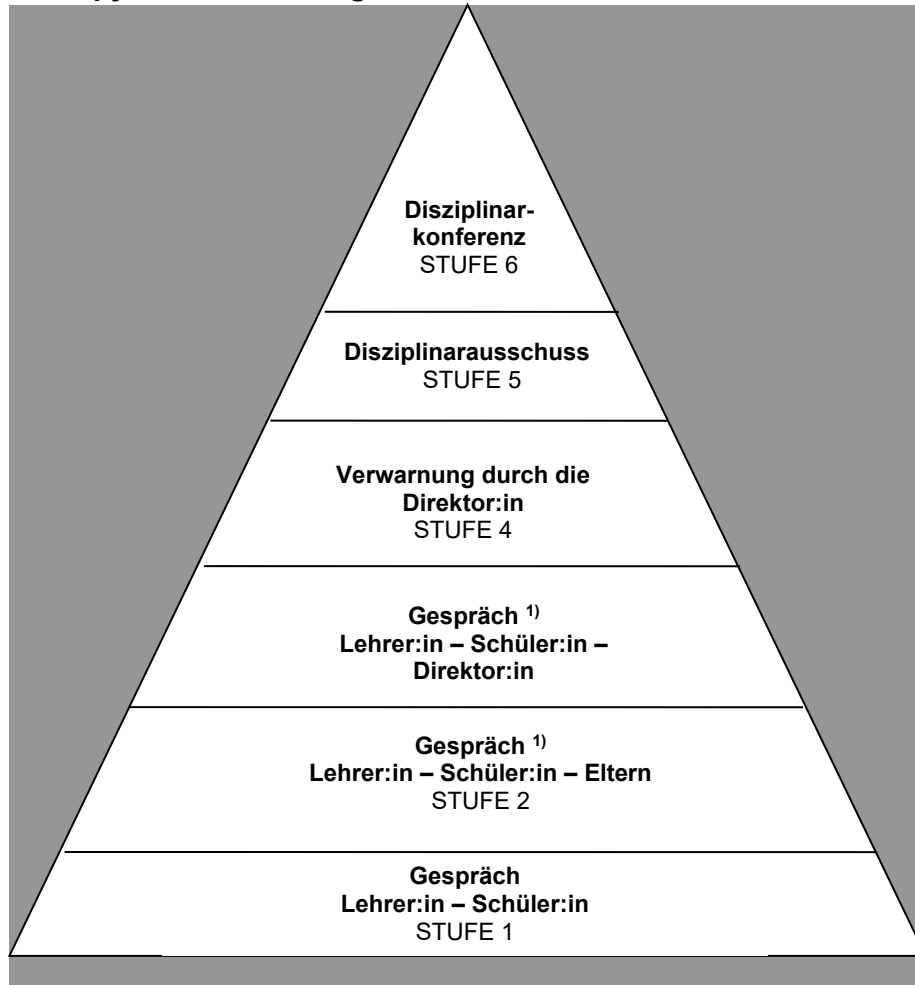 Disziplinar-
konferenz
STUFE 6
Disziplinarausschuss
STUFE 5
Verwarnung durch die
Direktor:in
STUFE 4
Gespräch 1)
Lehrer:in – Schüler:in –
Direktor:in
Gespräch 1)
Lehrer:in – Schüler:in – Eltern
STUFE 2
Gespräch
Lehrer:in – Schüler:in
STUFE 1